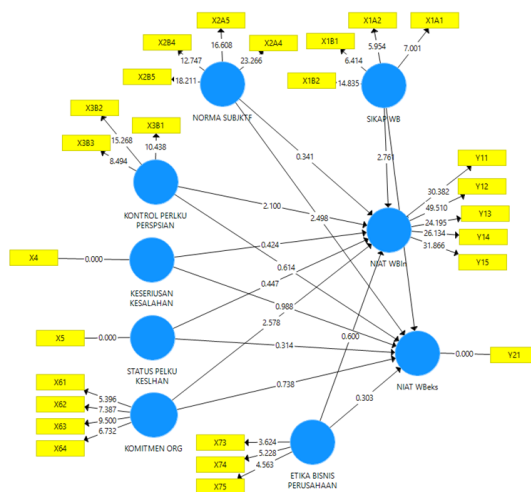 X2A5
X1A2
X1A1
X2B4
X2A4
X1B1
16.608
5.954
7.001
12.747
23.266
6.414
X2B5
18.211
X1B2
14.835
NORMA SUBJKTF
SIKAP WB
X3B2
X3B1
X3B3
15.268
10.438
8.494
0.341
2.761
Y11
30.382
Y12
49.510
Y13
24.195
Y14
26.134
Y15
31.866
KONTROL PERLKU
PERSPSIAN
2.100
2.498
NIAT WBIn
X4
0.000
0.424
0.614
KESERIUSAN
KESALAHAN
0.447
0.988
2.578
X5
0.000
0.314
0.600
0.000
Y21
STATUS PELKU
KESLHAN
NIAT WBeks
X61
5.396
X62
7.387
X63
9.500
X64
6.732
0.738
0.303
KOMITMEN ORG
X73
3.624
X74
5.228
X75
4.563
ETIKA BISNIS
PERUSAHAAN